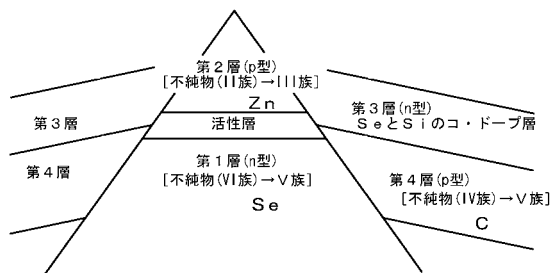 第2層(p型)
[不純物(II族)→III族]
Zn
活性層
第1層(n型)
[不純物(VI族)→V族]
Se
第3層
第4層
第3層(n型)
SeとSiのコ・ドープ層
第4層(p型)
[不純物(IV族)→V族]
C